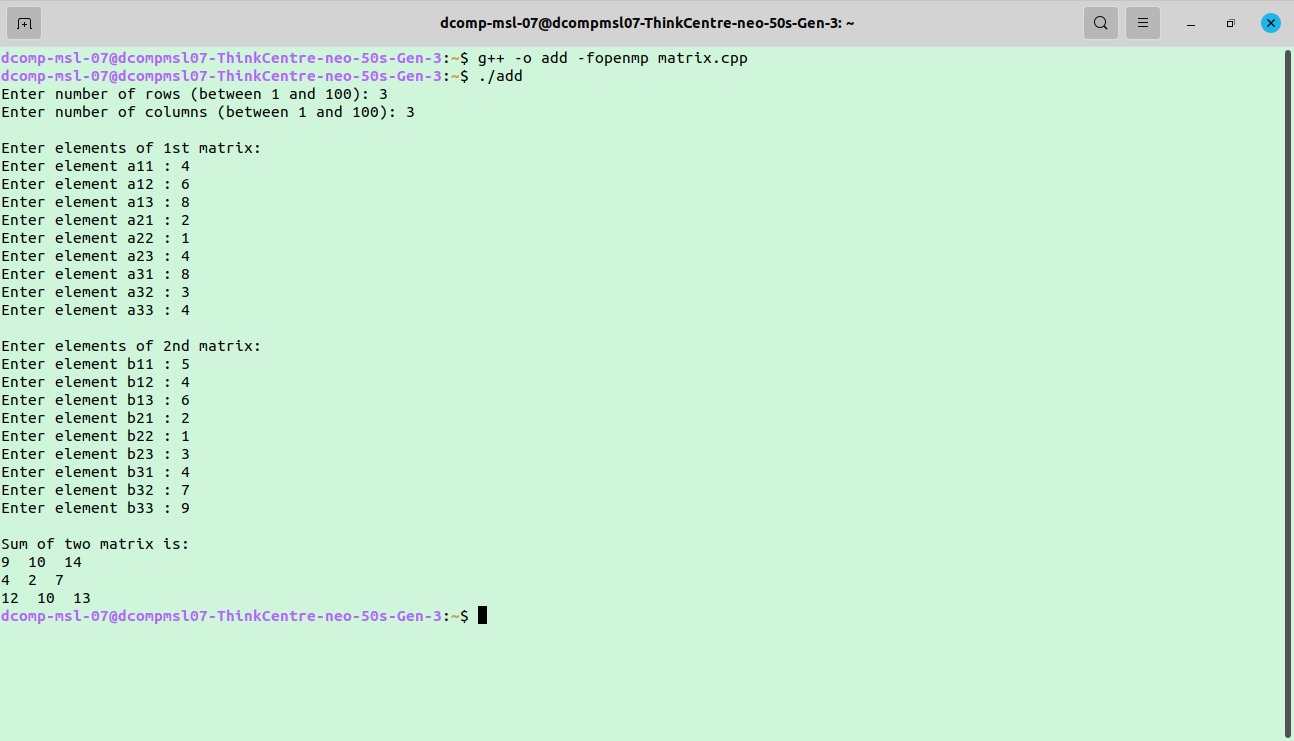 dcomp-msl-07@dcompmsl07-ThinkCentre-neo-50s-Gen-3: ~
dcomp-msl-07@dcompmsl07-ThinkCentre-neo-50s-Gen-3:~$ g++ -o add -fopenmp matrix.cpp
dcomp-msl-07@dcompmsl07-ThinkCentre-neo-50s-Gen-3:~$ ./add
Enter number of rows (between 1 and 100): 3
Enter number of columns (between 1 and 100): 3

Enter elements of 1st matrix:
Enter element a11 : 4
Enter element a12 : 6
Enter element a13 : 8
Enter element a21 : 2
Enter element a22 : 1
Enter element a23 : 4
Enter element a31 : 8
Enter element a32 : 3
Enter element a33 : 4

Enter elements of 2nd matrix:
Enter element b11 : 5
Enter element b12 : 4
Enter element b13 : 6
Enter element b21 : 2
Enter element b22 : 1
Enter element b23 : 3
Enter element b31 : 4
Enter element b32 : 7
Enter element b33 : 9

Sum of two matrix is:
9  10  14
4  2  7
12  10  13
dcomp-msl-07@dcompmsl07-ThinkCentre-neo-50s-Gen-3:~$